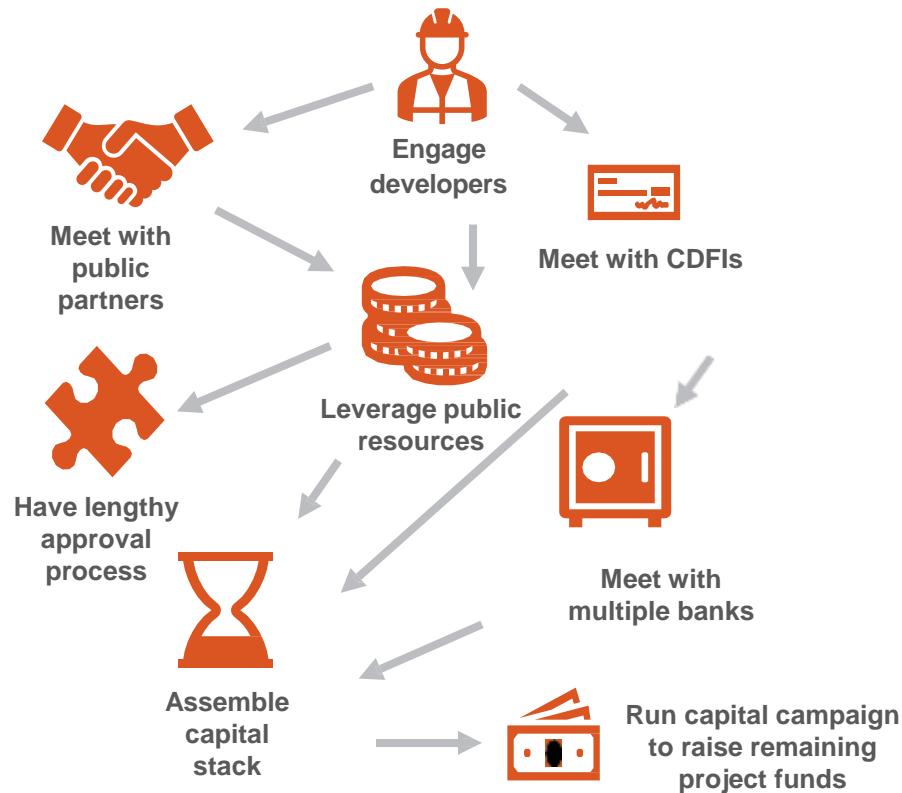 Engage
developers
Meet with
public
partners
Meet with CDFIs
Leverage public
resources
Have lengthy
approval
process
Meet with
multiple banks
Assemble
capital
stack
Run capital campaign
to raise remaining
project funds